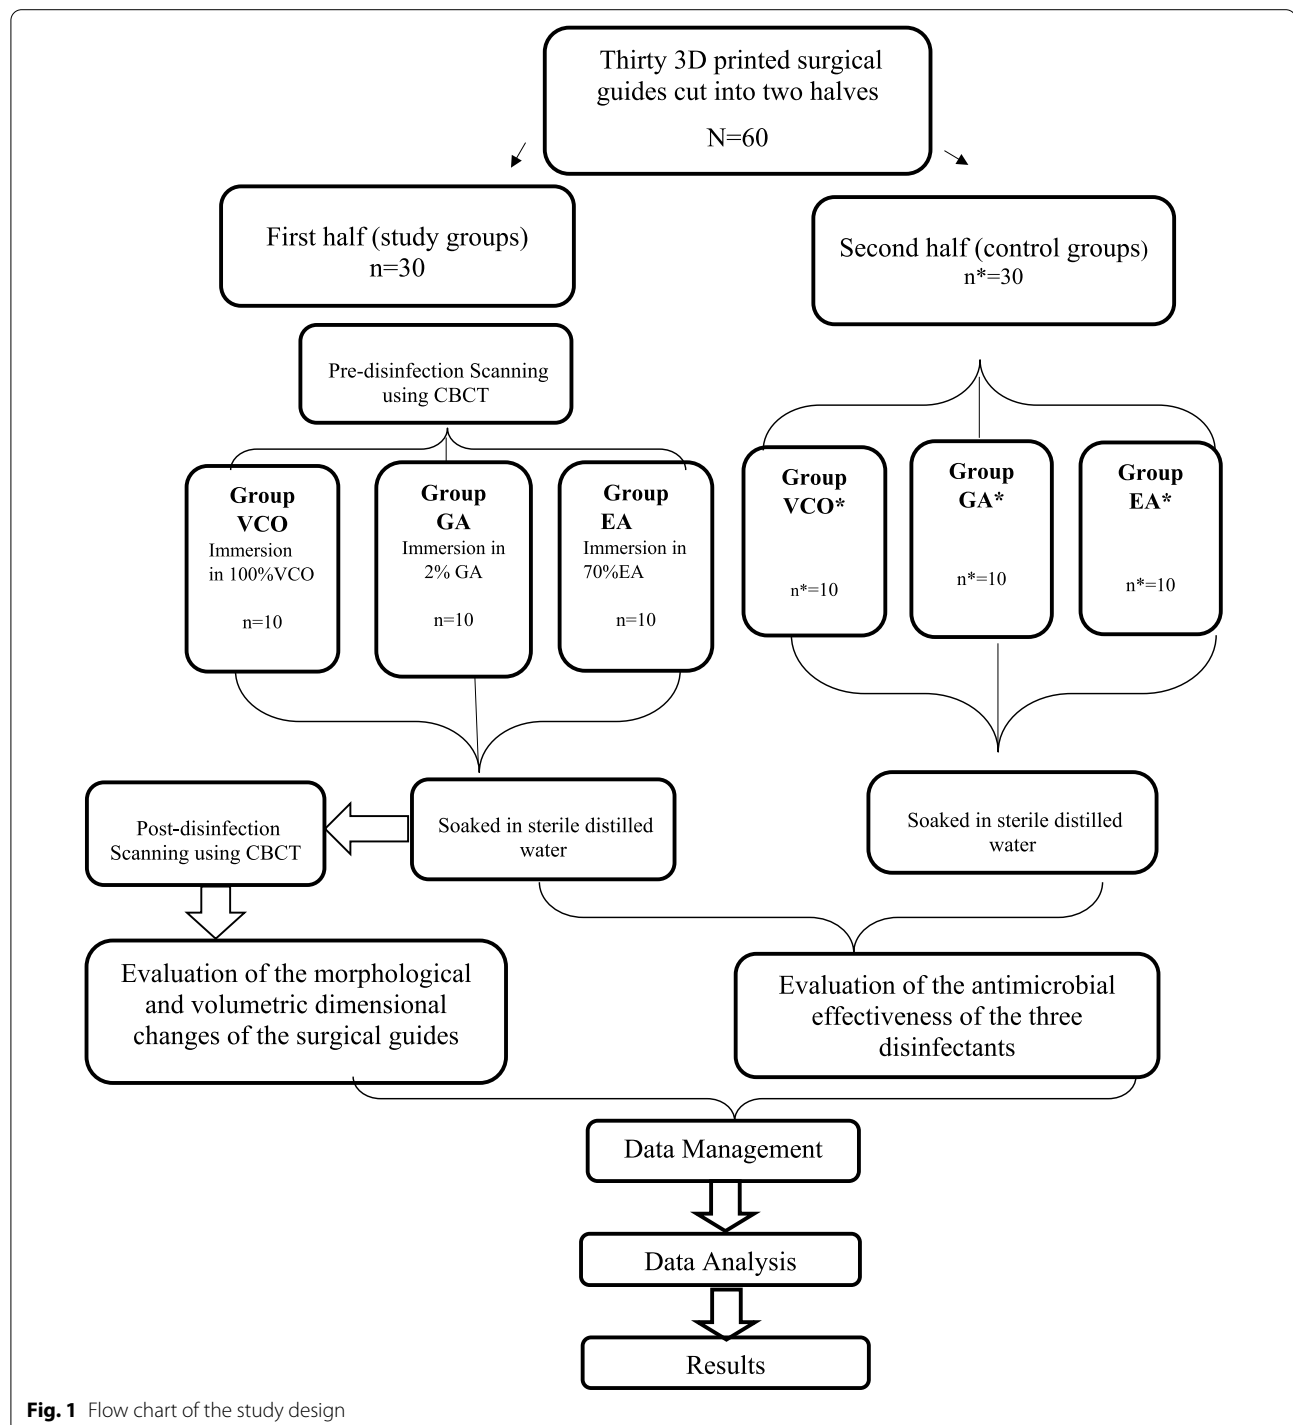 Thirty 3D printed surgical
guides cut into two halves
N=60
First half (study groups)
n=30
Second half (control groups)
n*=30
Pre-disinfection Scanning
using CBCT
Group
VCO
Immersion
in 100%VCO
n=10
Group
GA
Immersion in
2% GA
n=10
Group
EA
Immersion in
70%EA
n=10
Group
VCO*
n*=10
Group
GA*
n*=10
Group
EA*
n*=10
Post-disinfection
Scanning using CBCT
Soaked in sterile distilled
water
Soaked in sterile distilled
water
Evaluation of the morphological
and volumetric dimensional
changes of the surgical guides
Evaluation of the antimicrobial
effectiveness of the three
disinfectants
Data Management
Data Analysis
Results
Fig. 1 Flow chart of the study design